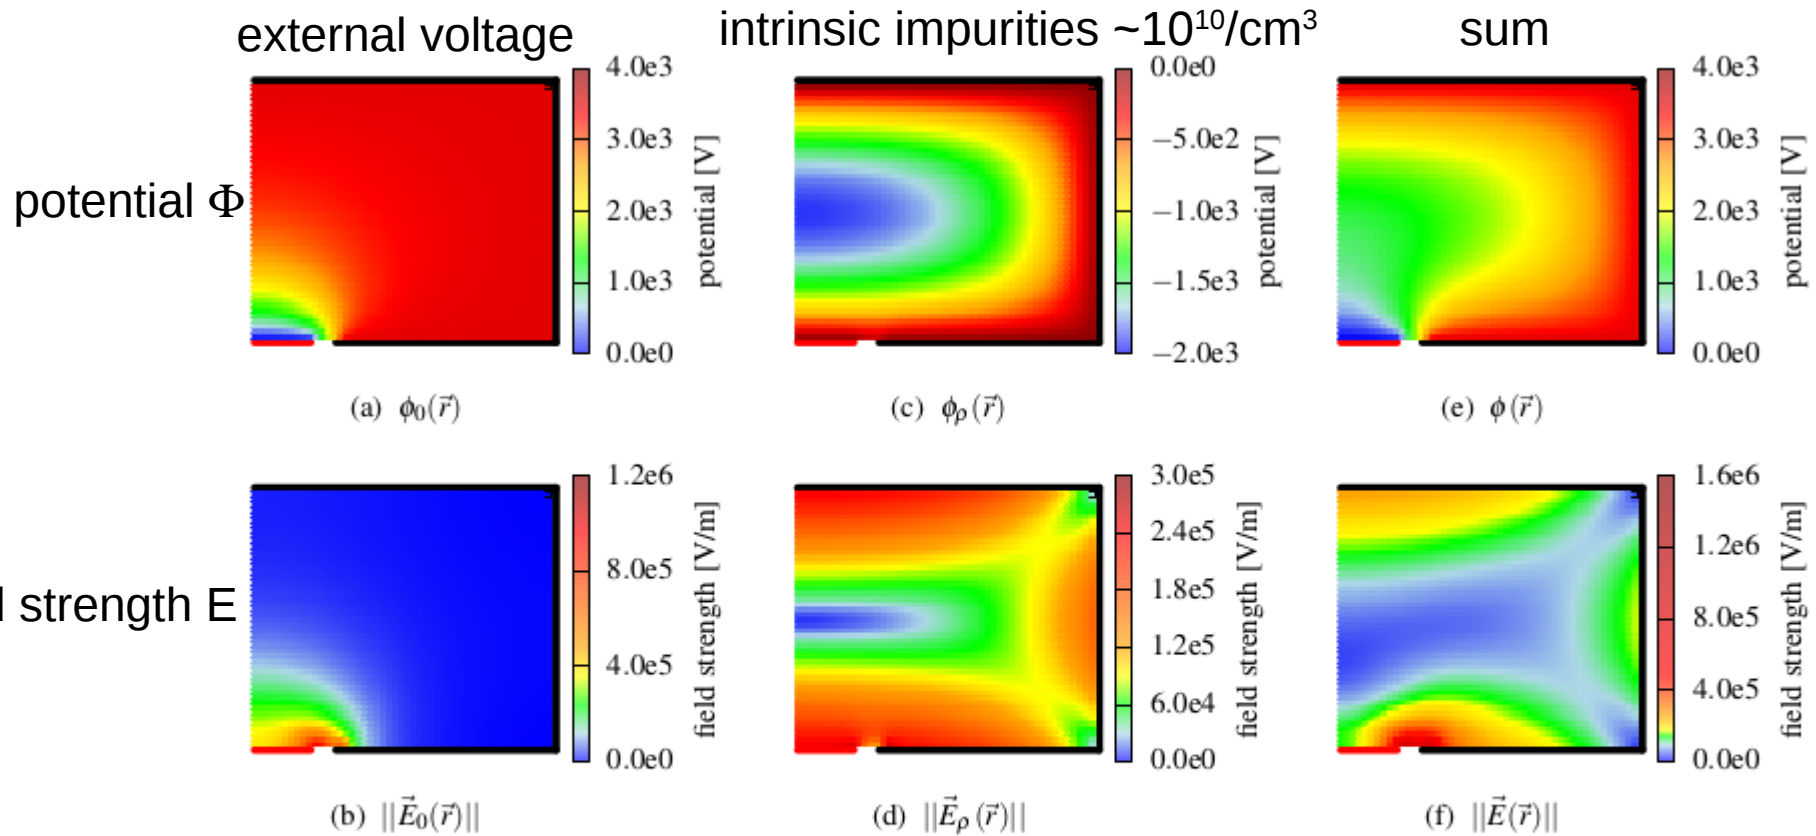 external voltage
intrinsic impurities ~10¹⁰/cm³
sum
potential Φ
4.0e3
3.0e3
2.0e3
1.0e3
0.0e0
potential [V]
(a) ϕ₀(r⃗)
0.0e0
−5.0e2
−1.0e3
−1.5e3
−2.0e3
potential [V]
(c) ϕᵨ(r⃗)
4.0e3
3.0e3
2.0e3
1.0e3
0.0e0
potential [V]
(e) ϕ(r⃗)
strength E
1.2e6
8.0e5
4.0e5
0.0e0
field strength [V/m]
(b) ||E⃗₀(r⃗)||
3.0e5
2.4e5
1.8e5
1.2e5
6.0e4
0.0e0
field strength [V/m]
(d) ||E⃗ᵨ(r⃗)||
1.6e6
1.2e6
8.0e5
4.0e5
0.0e0
field strength [V/m]
(f) ||E⃗(r⃗)||